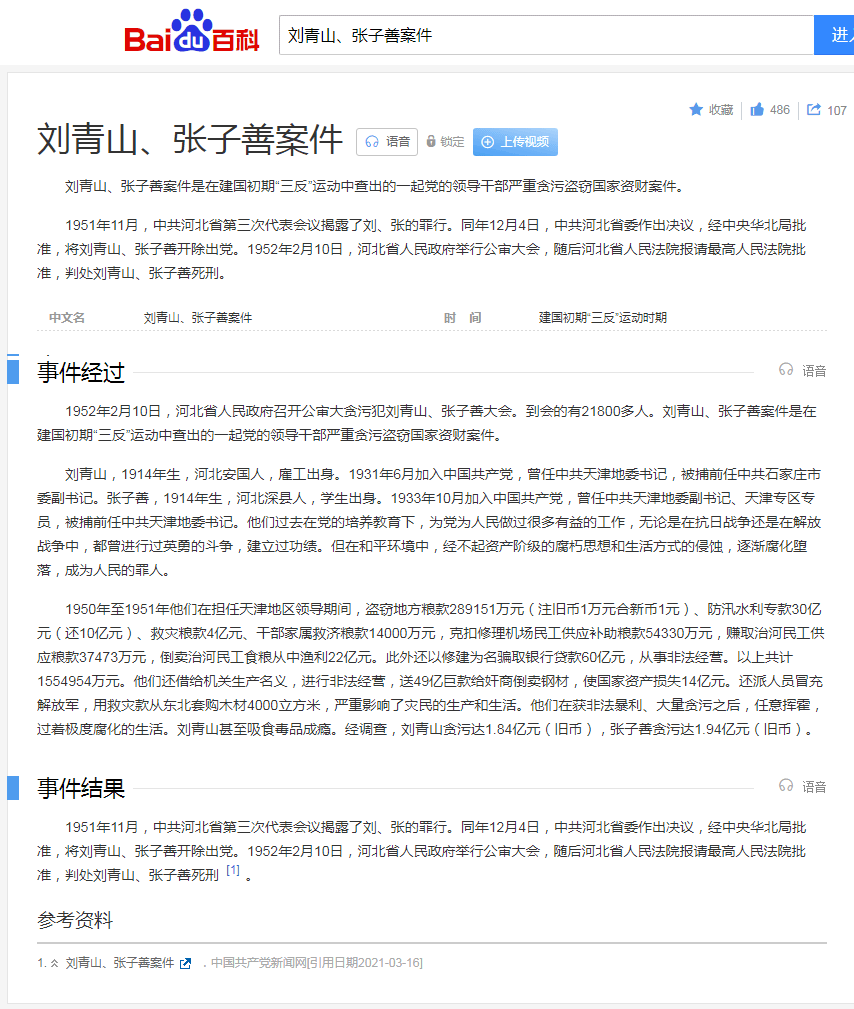 Bai du 百科
刘青山、张子善案件
进入
收藏 486 107
刘青山、张子善案件 语音 锁定 上传视频
刘青山、张子善案件是在建国初期“三反”运动中查出的一起党的领导干部严重贪污盗窃国家资财案件。
1951年11月，中共河北省第三次代表会议揭露了刘、张的罪行。同年12月4日，中共河北省委作出决议，经中央华北局批
准，将刘青山、张子善开除出党。1952年2月10日，河北省人民政府举行公审大会，随后河北省人民法院报请最高人民法院批
准，判处刘青山、张子善死刑。
中文名 刘青山、张子善案件 时 间 建国初期“三反”运动时期
事件经过 语音
1952年2月10日，河北省人民政府召开公审大贪污犯刘青山、张子善大会。到会的有21800多人。刘青山、张子善案件是在
建国初期“三反”运动中查出的一起党的领导干部严重贪污盗窃国家资财案件。
刘青山，1914年生，河北安国人，雇工出身。1931年6月加入中国共产党，曾任中共天津地委书记，被捕前任中共石家庄市
委副书记。张子善，1914年生，河北深县人，学生出身。1933年10月加入中国共产党，曾任中共天津地委副书记、天津专区专
员，被捕前任中共天津地委书记。他们过去在党的培养教育下，为党为人民做过很多有益的工作，无论是在抗日战争还是在解放
战争中，都曾进行过英勇的斗争，建立过功绩。但在和平环境中，经不起资产阶级的腐朽思想和生活方式的侵蚀，逐渐腐化堕
落，成为人民的罪人。
1950年至1951年他们在担任天津地区领导期间，盗窃地方粮款289151万元（注旧币1万元合新币1元）、防汛水利专款30亿
元（还10亿元）、救灾粮款4亿元、干部家属救济粮款14000万元，克扣修理机场民工供应补助粮款54330万元，赚取治河民工供
应粮款37473万元，倒卖治河民工食粮从中渔利22亿元。此外还以修建为名骗取银行贷款60亿元，从事非法经营。以上共计
1554954万元。他们还借给机关生产名义，进行非法经营，送49亿巨款给奸商倒卖钢材，使国家资产损失14亿元。还派人员冒充
解放军，用救灾款从东北套购木材4000立方米，严重影响了灾民的生产和生活。他们在获非法暴利、大量贪污之后，任意挥霍，
过着极度腐化的生活。刘青山甚至吸食毒品成瘾。经调查，刘青山贪污达1.84亿元（旧币），张子善贪污达1.94亿元（旧币）。
事件结果 语音
1951年11月，中共河北省第三次代表会议揭露了刘、张的罪行。同年12月4日，中共河北省委作出决议，经中央华北局批
准，将刘青山、张子善开除出党。1952年2月10日，河北省人民政府举行公审大会，随后河北省人民法院报请最高人民法院批
准，判处刘青山、张子善死刑 [1] 。
参考资料
1. 刘青山、张子善案件 ．中国共产党新闻网[引用日期2021-03-16]